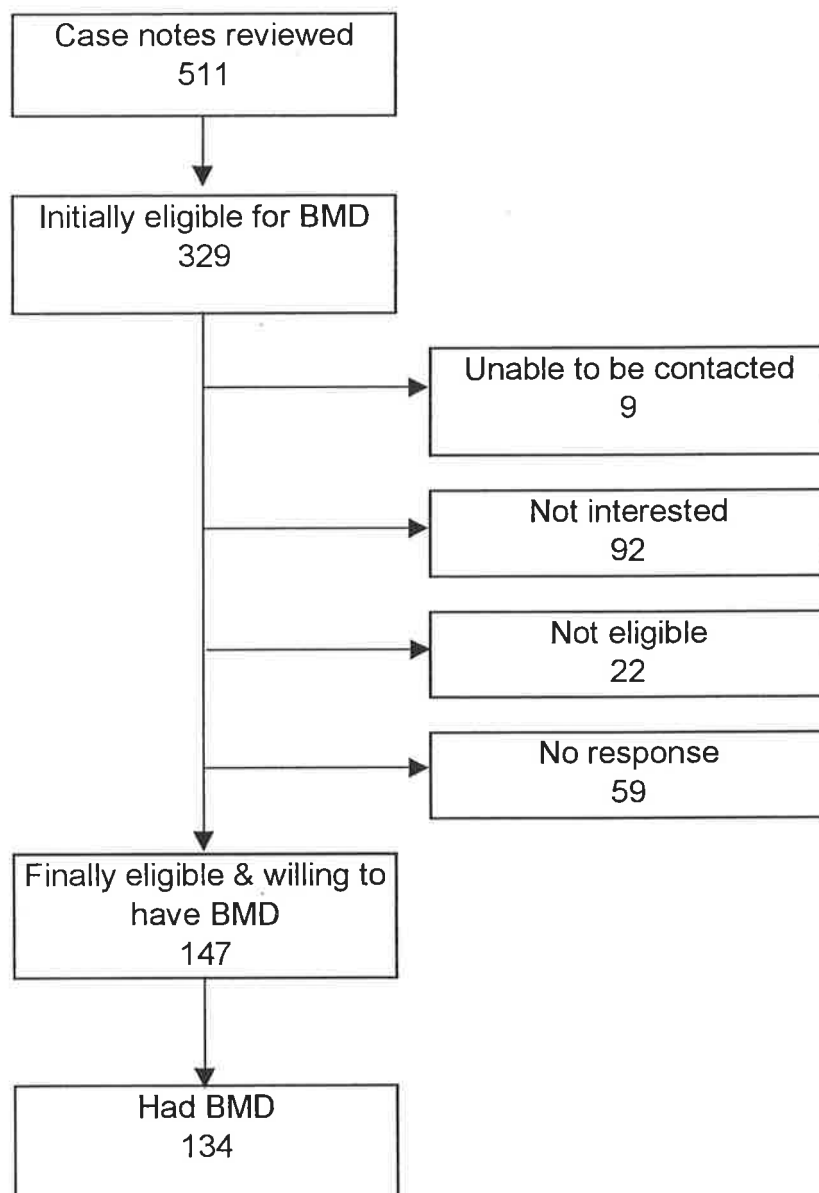 Case notes reviewed
511
Initially eligible for BMD
329
Unable to be contacted
9
Not interested
92
Not eligible
22
No response
59
Finally eligible & willing to
have BMD
147
Had BMD
134